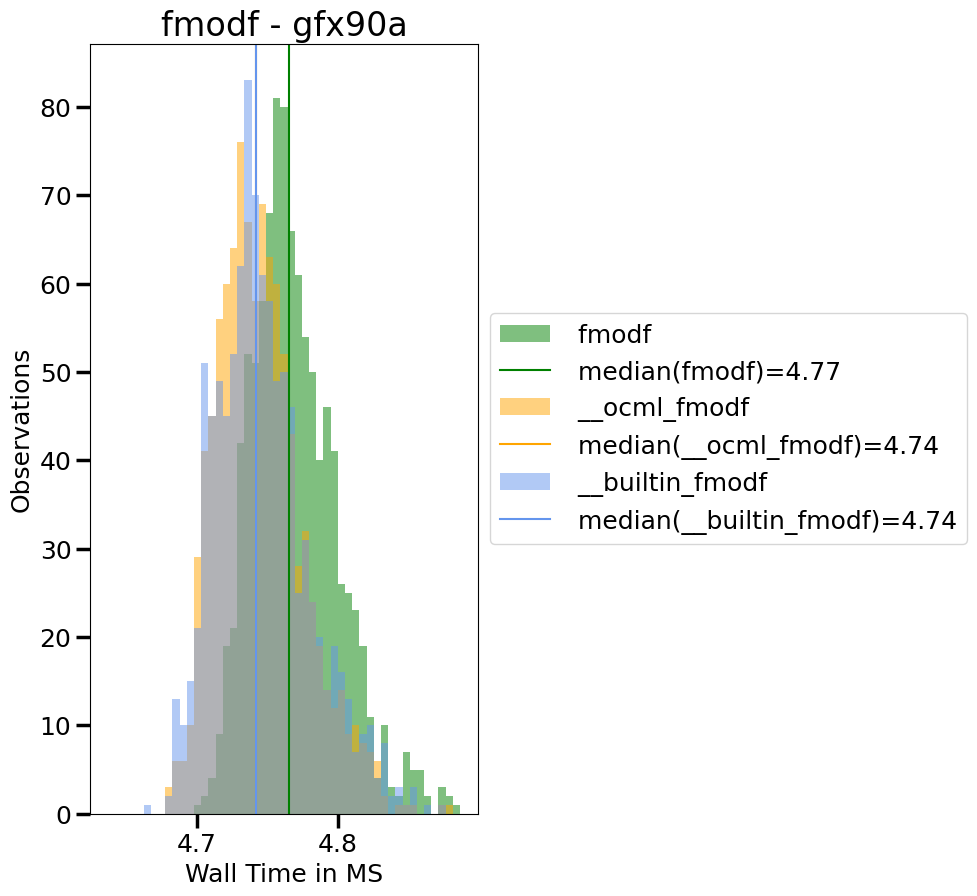 fmodf - gfx90a
80
70
60
50
40
30
20
10
0
Observations
4.7 4.8
Wall Time in MS
fmodf
median(fmodf)=4.77
__ocml_fmodf
median(__ocml_fmodf)=4.74
__builtin_fmodf
median(__builtin_fmodf)=4.74